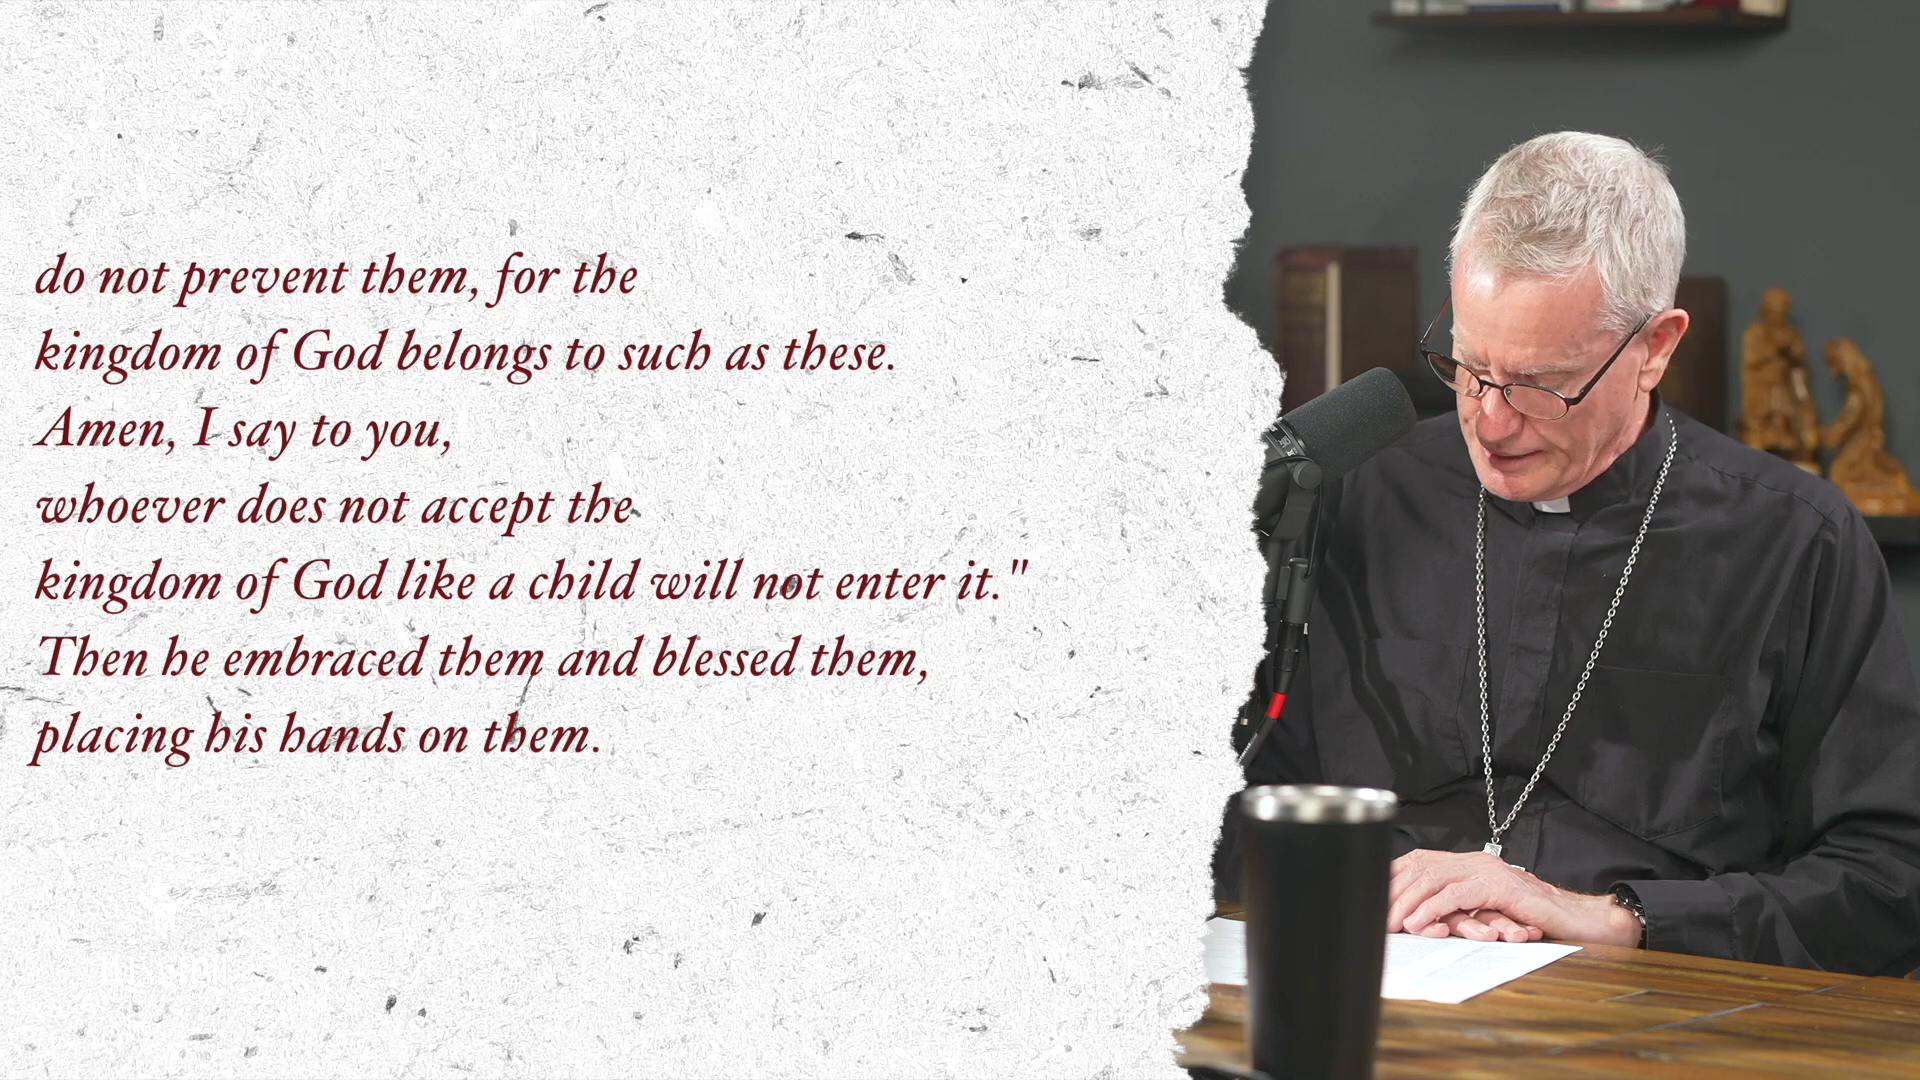 do not prevent them, for the
kingdom of God belongs to such as these.
Amen, I say to you,
whoever does not accept the
kingdom of God like a child will not enter it."
Then he embraced them and blessed them,
placing his hands on them.